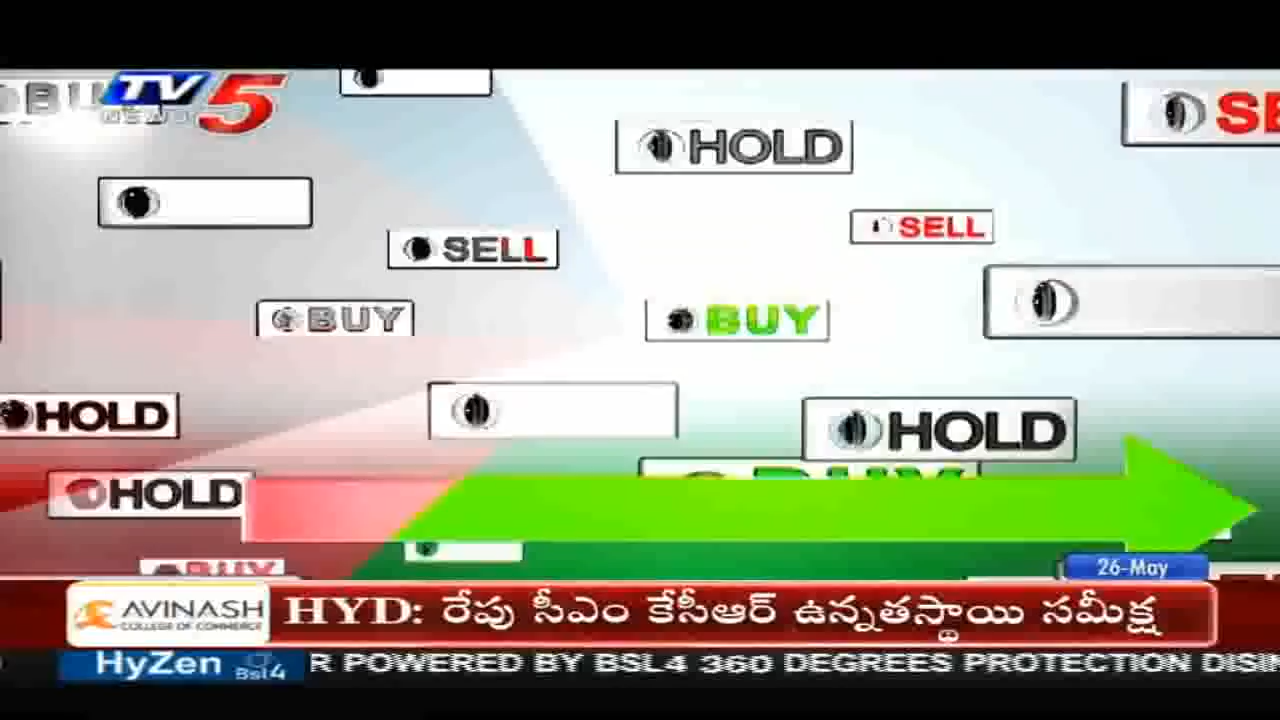 TV5
NEWS
HOLD
SELL
SELL
BUY
BUY
HOLD
HOLD
HOLD
BUY
26-May
AVINASH
COLLEGE OF COMMERCE
HYD: రేపు సీఎం కేసీఆర్ ఉన్నతస్థాయి సమీక్ష
HyZen Bsl4
R POWERED BY BSL4 360 DEGREES PROTECTION